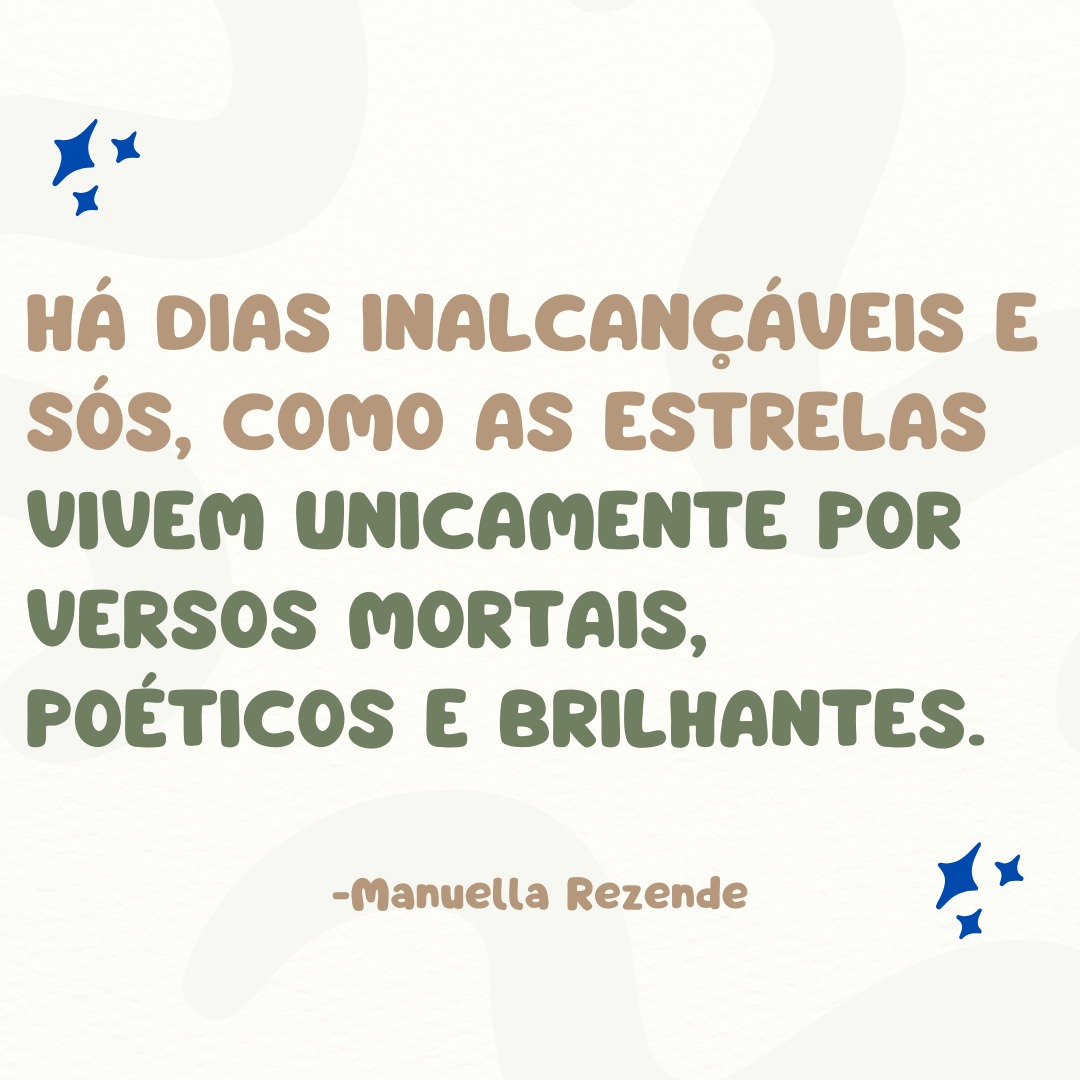 HÁ DIAS INALCANÇÁVEIS E
SÓS, COMO AS ESTRELAS
VIVEM UNICAMENTE POR
VERSOS MORTAIS,
POÉTICOS E BRILHANTES.
-Manuella Rezende